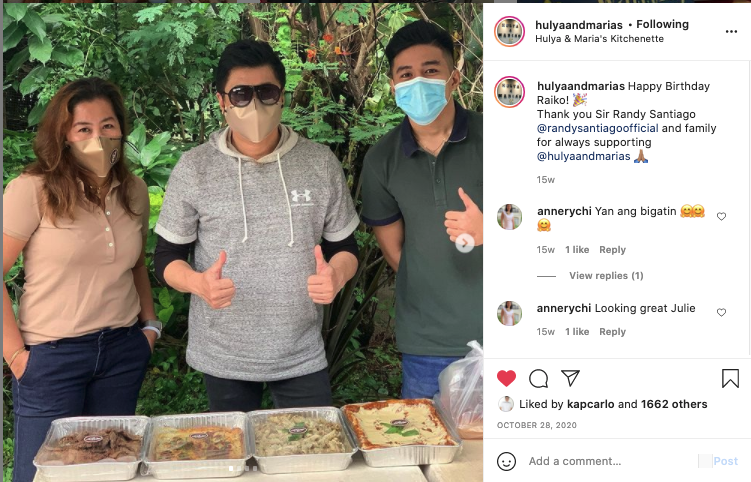 hulyaandmarias • Following
Hulya & Maria's Kitchenette
hulyaandmarias Happy Birthday
Raiko! 🎉
Thank you Sir Randy Santiago
@randysantiagoofficial and family
for always supporting
@hulyaandmarias 🙏🏽
15w
annerychi Yan ang bigatin 🤗🤗
🤗
15w 1 like Reply
View replies (1)
annerychi Looking great Julie
15w 1 like Reply
Liked by kapcarlo and 1662 others
OCTOBER 28, 2020
Add a comment...
Post